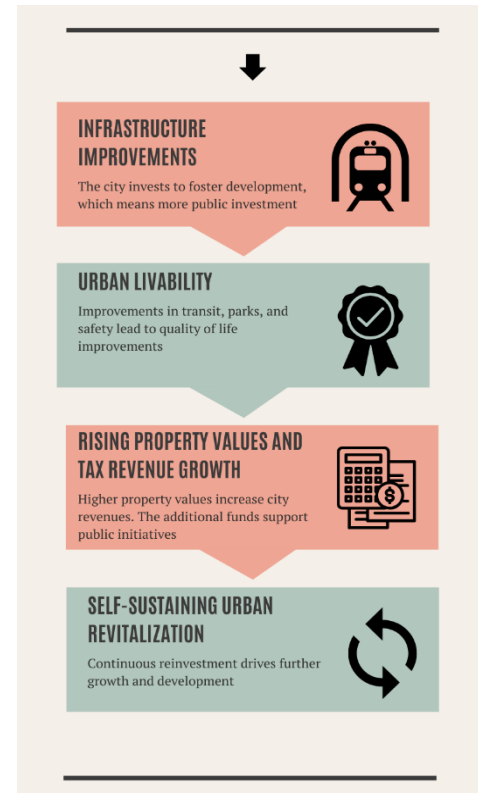 INFRASTRUCTURE
IMPROVEMENTS
The city invests to foster development,
which means more public investment
URBAN LIVABILITY
Improvements in transit, parks, and
safety lead to quality of life
improvements
RISING PROPERTY VALUES AND
TAX REVENUE GROWTH
Higher property values increase city
revenues. The additional funds support
public initiatives
$
SELF-SUSTAINING URBAN
REVITALIZATION
Continuous reinvestment drives further
growth and development